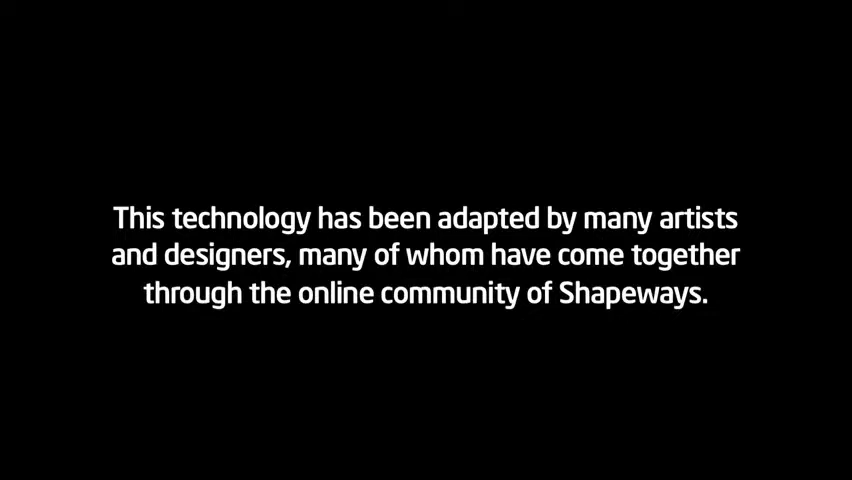 This technology has been adapted by many artists
and designers, many of whom have come together
through the online community of Shapeways.